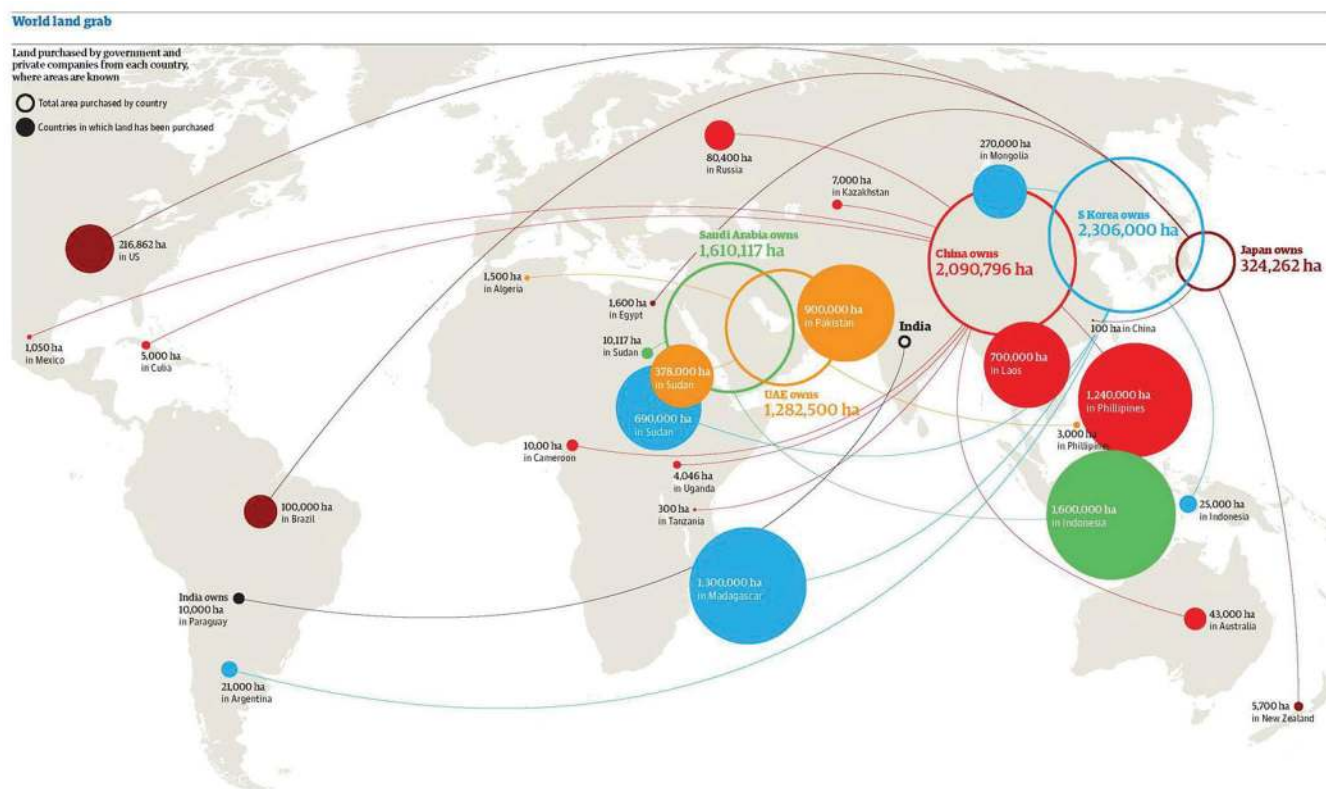 World land grab
Land purchased by government and
private companies from each country,
where areas are known
Total area purchased by country
Countries in which land has been purchased
80,400 ha
in Russia
270,000 ha
in Mongolia
7,000 ha
in Kazakhstan
216,862 ha
in US
Saudi Arabia owns
1,610,117 ha
China owns
2,090,796 ha
S Korea owns
2,306,000 ha
Japan owns
324,262 ha
1,500 ha
in Algeria
1,600 ha
in Egypt
900,000 ha
in Pakistan
India
100 ha in China
1,050 ha
in Mexico
5,000 ha
in Cuba
10,117 ha
in Sudan
378,000 ha
in Sudan
UAE owns
1,282,500 ha
700,000 ha
in Laos
1,240,000 ha
in Phillipines
690,000 ha
in Sudan
3,000 ha
in Phillipines
10,00 ha
in Cameroon
4,046 ha
in Uganda
300 ha
in Tanzania
100,000 ha
in Brazil
1,600,000 ha
in Indonesia
25,000 ha
in Indonesia
1,300,000 ha
in Madagascar
India owns
10,000 ha
in Paraguay
43,000 ha
in Australia
21,000 ha
in Argentina
5,700 ha
in New Zealand